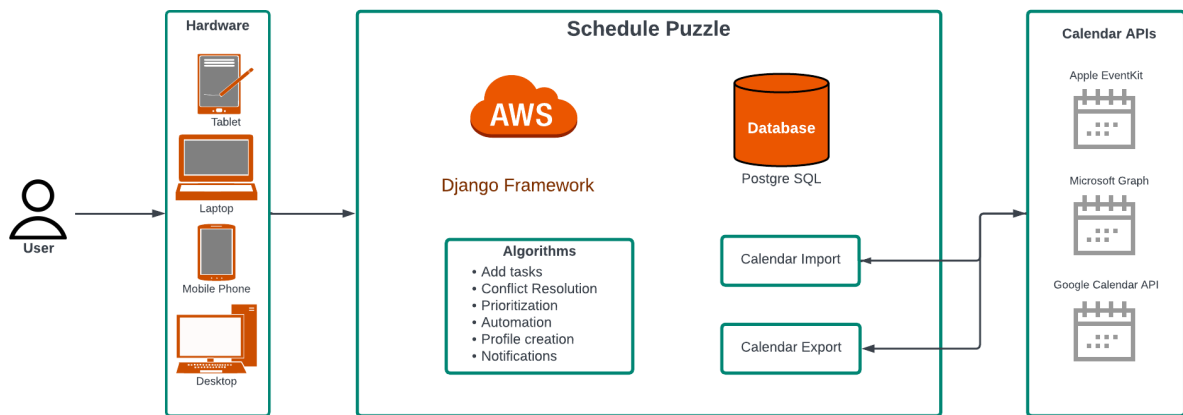 User
Hardware
Tablet
Laptop
Mobile Phone
Desktop
Schedule Puzzle
AWS
Django Framework
Database
Postgre SQL
Algorithms
• Add tasks
• Conflict Resolution
• Prioritization
• Automation
• Profile creation
• Notifications
Calendar Import
Calendar Export
Calendar APIs
Apple EventKit
Microsoft Graph
Google Calendar API